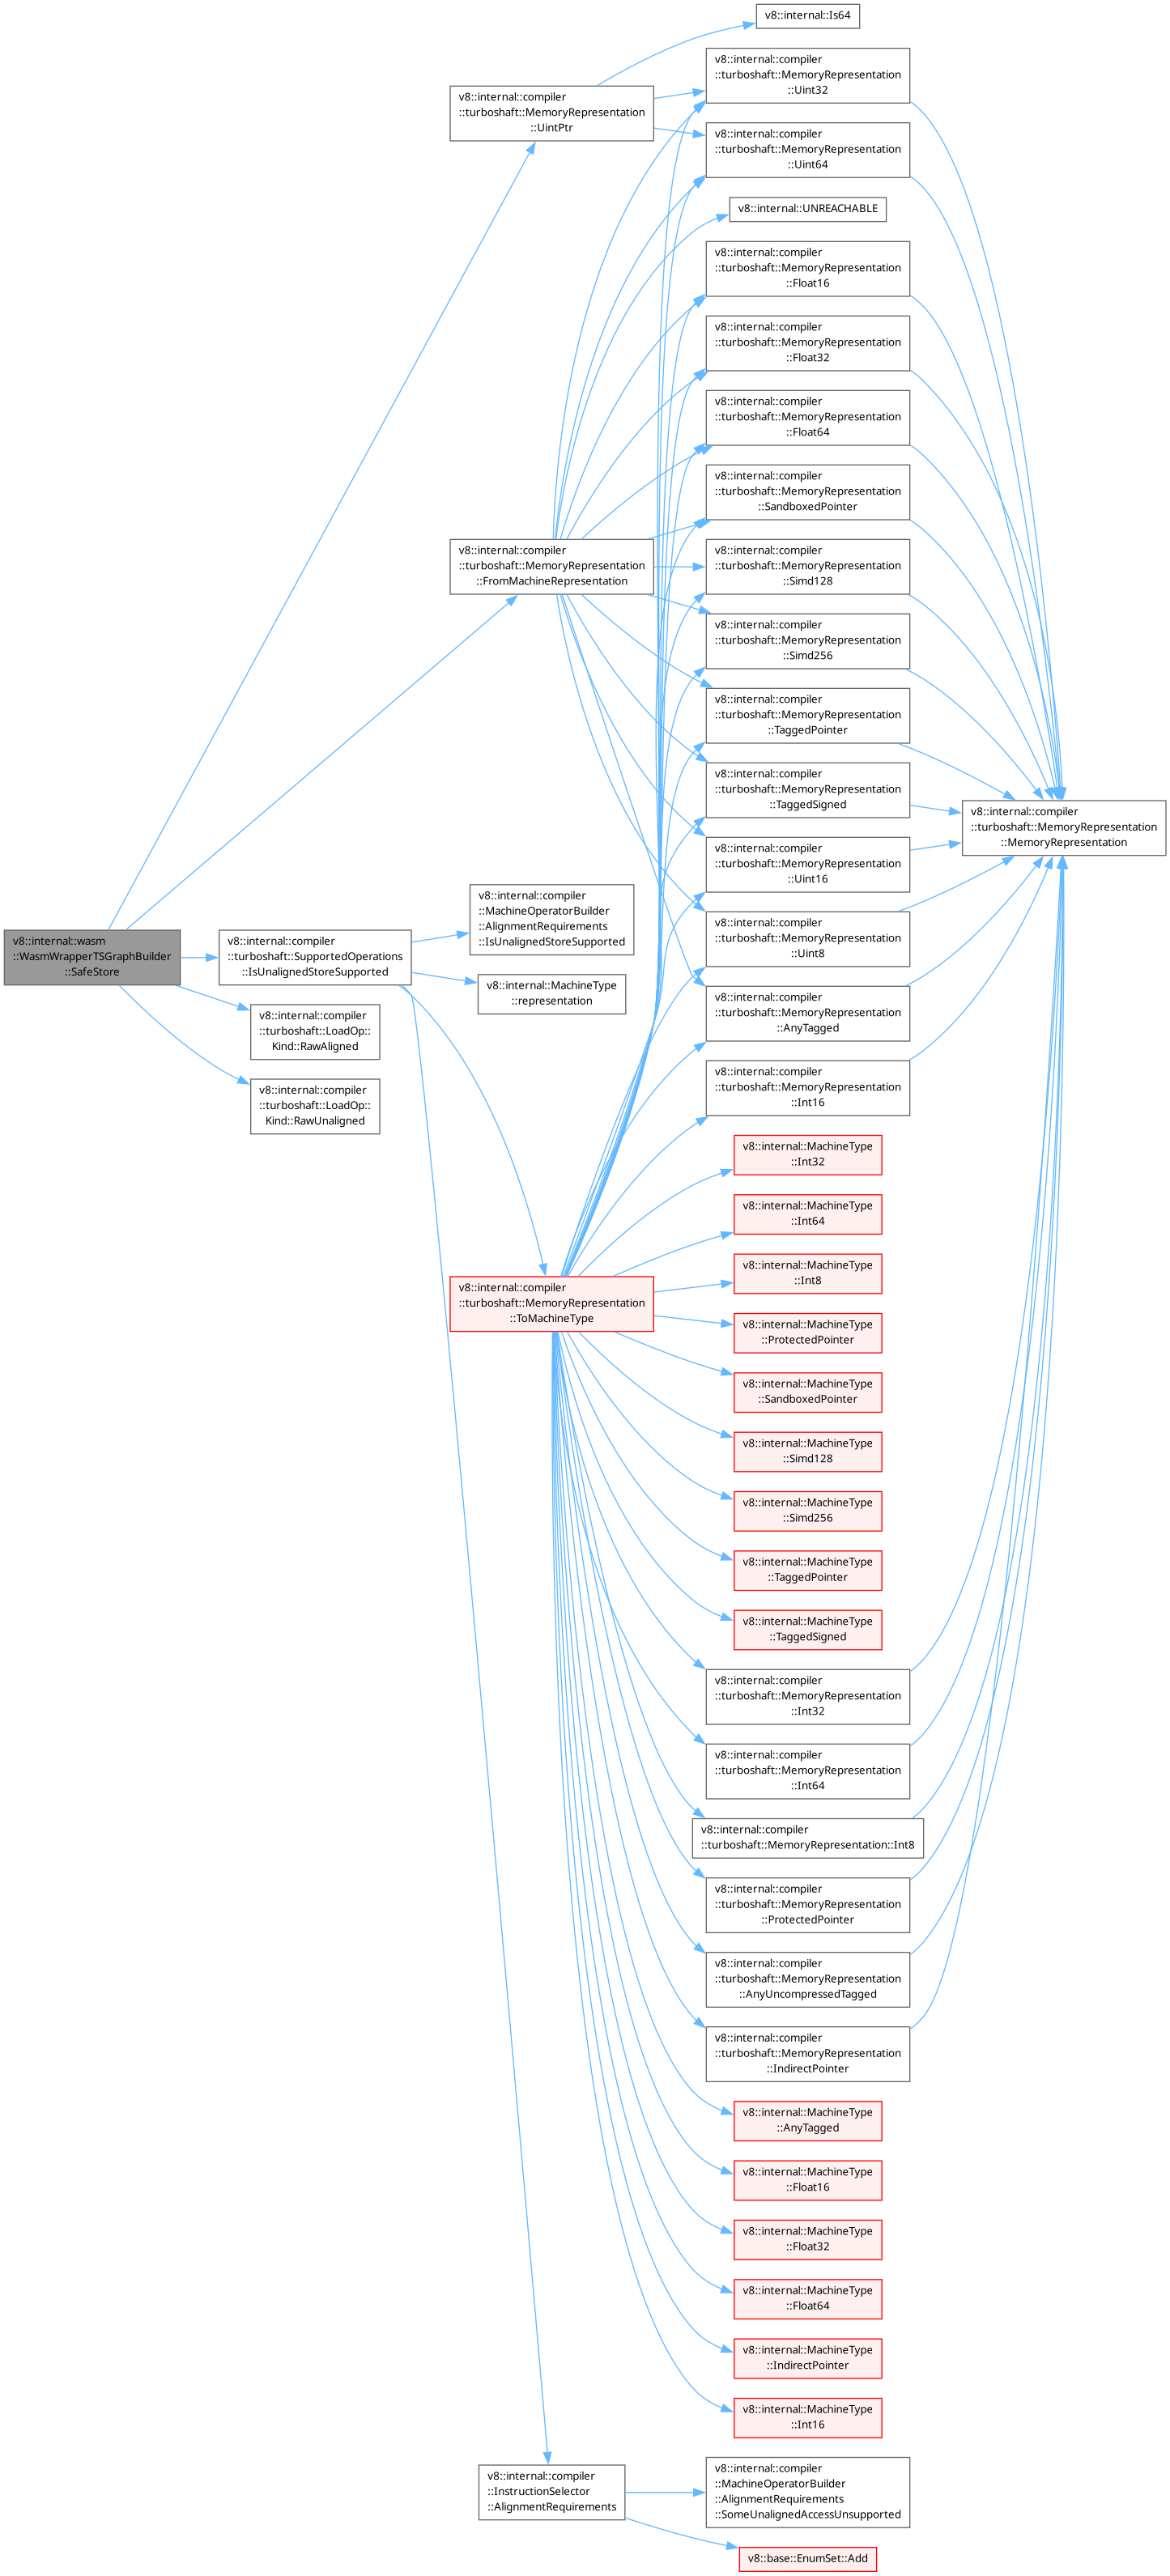 v8::internal::Is64
v8::internal::compiler
::turboshaft::MemoryRepresentation
::Uint32
v8::internal::compiler
::turboshaft::MemoryRepresentation
::UintPtr
v8::internal::compiler
::turboshaft::MemoryRepresentation
::Uint64
v8::internal::UNREACHABLE
v8::internal::compiler
::turboshaft::MemoryRepresentation
::Float16
v8::internal::compiler
::turboshaft::MemoryRepresentation
::Float32
v8::internal::compiler
::turboshaft::MemoryRepresentation
::Float64
v8::internal::compiler
::turboshaft::MemoryRepresentation
::SandboxedPointer
v8::internal::compiler
::turboshaft::MemoryRepresentation
::FromMachineRepresentation
v8::internal::compiler
::turboshaft::MemoryRepresentation
::Simd128
v8::internal::compiler
::turboshaft::MemoryRepresentation
::Simd256
v8::internal::compiler
::turboshaft::MemoryRepresentation
::TaggedPointer
v8::internal::compiler
::turboshaft::MemoryRepresentation
::TaggedSigned
v8::internal::compiler
::turboshaft::MemoryRepresentation
::MemoryRepresentation
v8::internal::compiler
::turboshaft::MemoryRepresentation
::Uint16
v8::internal::compiler
::MachineOperatorBuilder
::AlignmentRequirements
::IsUnalignedStoreSupported
v8::internal::compiler
::turboshaft::MemoryRepresentation
::Uint8
v8::internal::wasm
::WasmWrapperTSGraphBuilder
::SafeStore
v8::internal::compiler
::turboshaft::SupportedOperations
::IsUnalignedStoreSupported
v8::internal::MachineType
::representation
v8::internal::compiler
::turboshaft::MemoryRepresentation
::AnyTagged
v8::internal::compiler
::turboshaft::LoadOp::
Kind::RawAligned
v8::internal::compiler
::turboshaft::MemoryRepresentation
::Int16
v8::internal::compiler
::turboshaft::LoadOp::
Kind::RawUnaligned
v8::internal::MachineType
::Int32
v8::internal::MachineType
::Int64
v8::internal::MachineType
::Int8
v8::internal::compiler
::turboshaft::MemoryRepresentation
::ToMachineType
v8::internal::MachineType
::ProtectedPointer
v8::internal::MachineType
::SandboxedPointer
v8::internal::MachineType
::Simd128
v8::internal::MachineType
::Simd256
v8::internal::MachineType
::TaggedPointer
v8::internal::MachineType
::TaggedSigned
v8::internal::compiler
::turboshaft::MemoryRepresentation
::Int32
v8::internal::compiler
::turboshaft::MemoryRepresentation
::Int64
v8::internal::compiler
::turboshaft::MemoryRepresentation::Int8
v8::internal::compiler
::turboshaft::MemoryRepresentation
::ProtectedPointer
v8::internal::compiler
::turboshaft::MemoryRepresentation
::AnyUncompressedTagged
v8::internal::compiler
::turboshaft::MemoryRepresentation
::IndirectPointer
v8::internal::MachineType
::AnyTagged
v8::internal::MachineType
::Float16
v8::internal::MachineType
::Float32
v8::internal::MachineType
::Float64
v8::internal::MachineType
::IndirectPointer
v8::internal::MachineType
::Int16
v8::internal::compiler
::InstructionSelector
::AlignmentRequirements
v8::internal::compiler
::MachineOperatorBuilder
::AlignmentRequirements
::SomeUnalignedAccessUnsupported
v8::base::EnumSet::Add